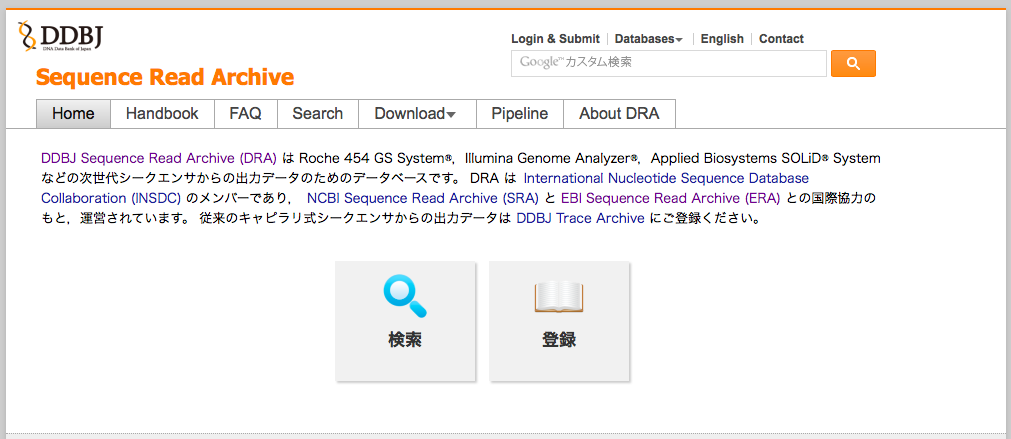 DDBJ
DNA Data Bank of Japan
Login & Submit | Databases | English | Contact
Google™カスタム検索
Sequence Read Archive
Home Handbook FAQ Search Download Pipeline About DRA
DDBJ Sequence Read Archive (DRA) は Roche 454 GS System®，Illumina Genome Analyzer®，Applied Biosystems SOLiD® System
などの次世代シークエンサからの出力データのためのデータベースです。 DRA は International Nucleotide Sequence Database
Collaboration (INSDC) のメンバーであり， NCBI Sequence Read Archive (SRA) と EBI Sequence Read Archive (ERA) との国際協力の
もと，運営されています。 従来のキャピラリ式シークエンサからの出力データは DDBJ Trace Archive にご登録ください。
検索
登録